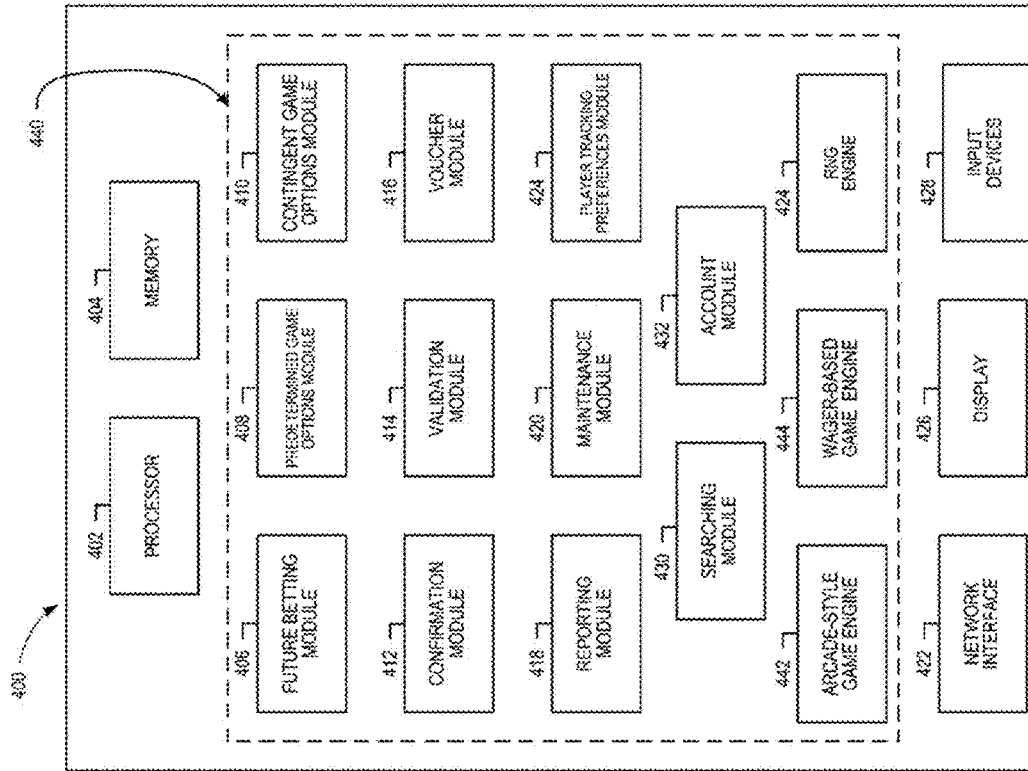 400
440
402
PROCESSOR
404
MEMORY
406
FUTURE BETTING
MODULE
408
PREDETERMINED GAME
OPTIONS MODULE
410
CONTINGENT GAME
OPTIONS MODULE
412
CONFIRMATION
MODULE
414
VALIDATION
MODULE
416
VOUCHER
MODULE
418
REPORTING
MODULE
420
MAINTENANCE
MODULE
424
PLAYER TRACKING
PREFERENCES MODULE
430
SEARCHING
MODULE
432
ACCOUNT
MODULE
442
ARCADE-STYLE
GAME ENGINE
444
WAGER-BASED
GAME ENGINE
424
RNG
ENGINE
422
NETWORK
INTERFACE
426
DISPLAY
428
INPUT
DEVICES